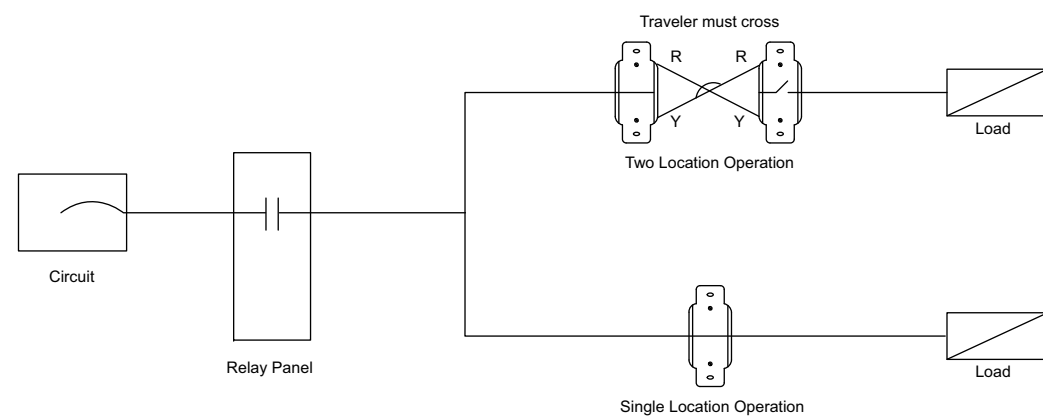 Traveler must cross
R R
Y Y
Load
Two Location Operation
Circuit
Relay Panel
Load
Single Location Operation